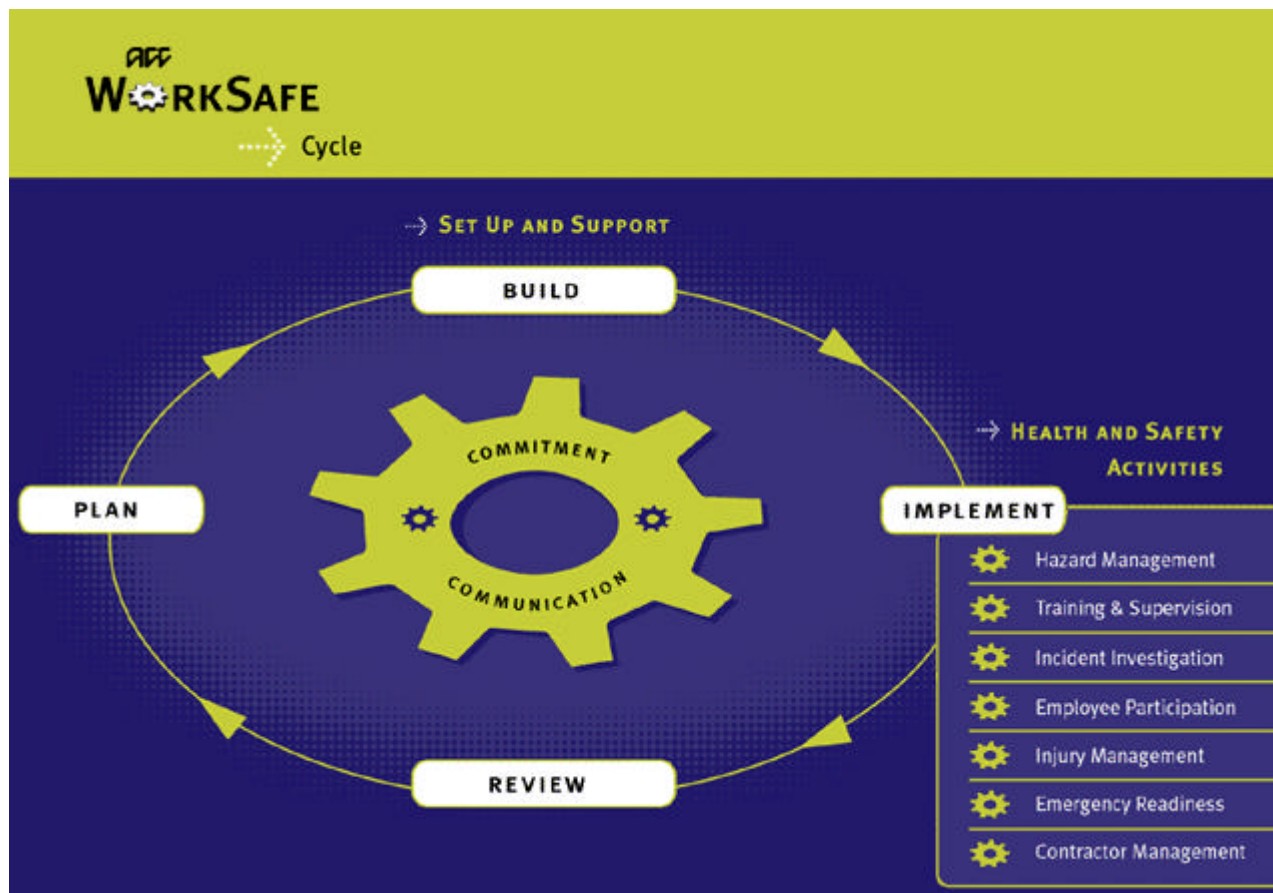 acc
WORKSAFE
Cycle
SET UP AND SUPPORT
BUILD
COMMITMENT
HEALTH AND SAFETY
ACTIVITIES
PLAN
IMPLEMENT
COMMUNICATION
Hazard Management
Training & Supervision
Incident Investigation
Employee Participation
Injury Management
Emergency Readiness
Contractor Management
REVIEW